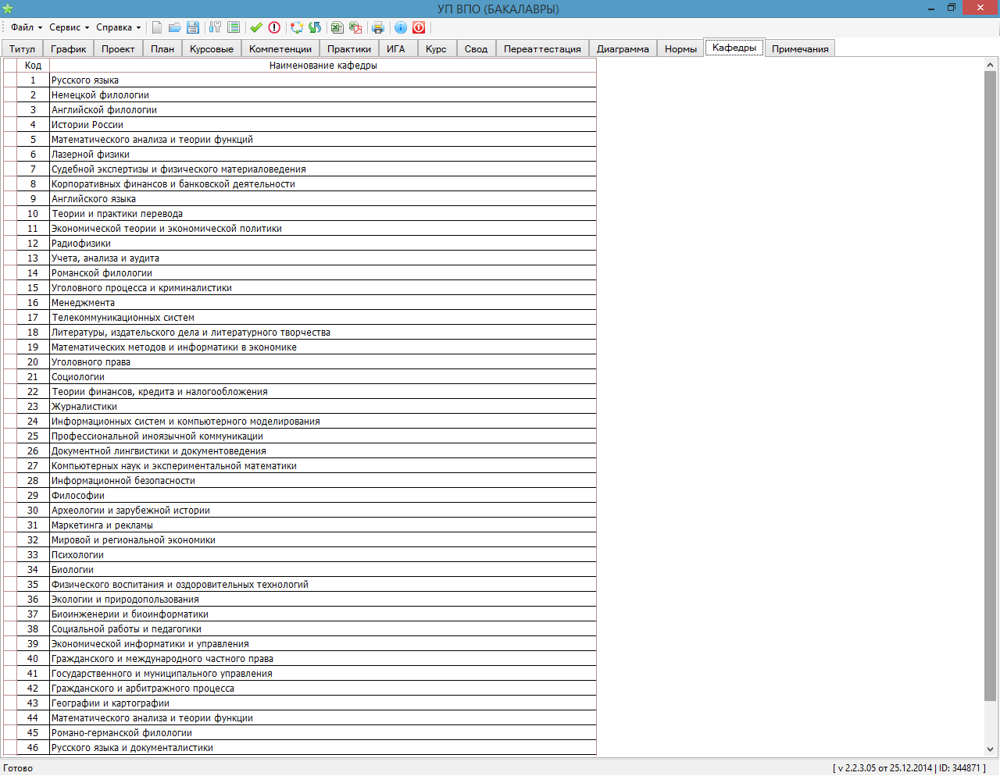 УП ВПО (БАКАЛАВРЫ)
Файл Сервис Справка
Титул График Проект План Курсовые Компетенции Практики ИГА Курс Свод Переаттестация Диаграмма Нормы Кафедры Примечания
Код Наименование кафедры
1 Русского языка
2 Немецкой филологии
3 Английской филологии
4 Истории России
5 Математического анализа и теории функций
6 Лазерной физики
7 Судебной экспертизы и физического материаловедения
8 Корпоративных финансов и банковской деятельности
9 Английского языка
10 Теории и практики перевода
11 Экономической теории и экономической политики
12 Радиофизики
13 Учета, анализа и аудита
14 Романской филологии
15 Уголовного процесса и криминалистики
16 Менеджмента
17 Телекоммуникационных систем
18 Литературы, издательского дела и литературного творчества
19 Математических методов и информатики в экономике
20 Уголовного права
21 Социологии
22 Теории финансов, кредита и налогообложения
23 Журналистики
24 Информационных систем и компьютерного моделирования
25 Профессиональной иноязычной коммуникации
26 Документной лингвистики и документоведения
27 Компьютерных наук и экспериментальной математики
28 Информационной безопасности
29 Философии
30 Археологии и зарубежной истории
31 Маркетинга и рекламы
32 Мировой и региональной экономики
33 Психологии
34 Биологии
35 Физического воспитания и оздоровительных технологий
36 Экологии и природопользования
37 Биоинженерии и биоинформатики
38 Социальной работы и педагогики
39 Экономической информатики и управления
40 Гражданского и международного частного права
41 Государственного и муниципального управления
42 Гражданского и арбитражного процесса
43 Географии и картографии
44 Математического анализа и теории функции
45 Романо-германской филологии
46 Русского языка и документалистики
Готово [ v 2.2.3.05 от 25.12.2014 | ID: 344871 ]